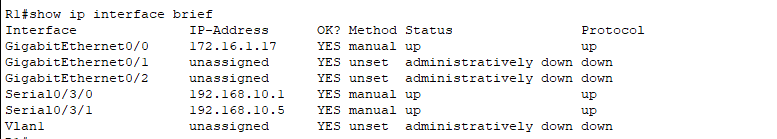 R1#show ip interface brief
Interface IP-Address OK? Method Status Protocol
GigabitEthernet0/0 172.16.1.17 YES manual up up
GigabitEthernet0/1 unassigned YES unset administratively down down
GigabitEthernet0/2 unassigned YES unset administratively down down
Serial0/3/0 192.168.10.1 YES manual up up
Serial0/3/1 192.168.10.5 YES manual up up
Vlan1 unassigned YES unset administratively down down